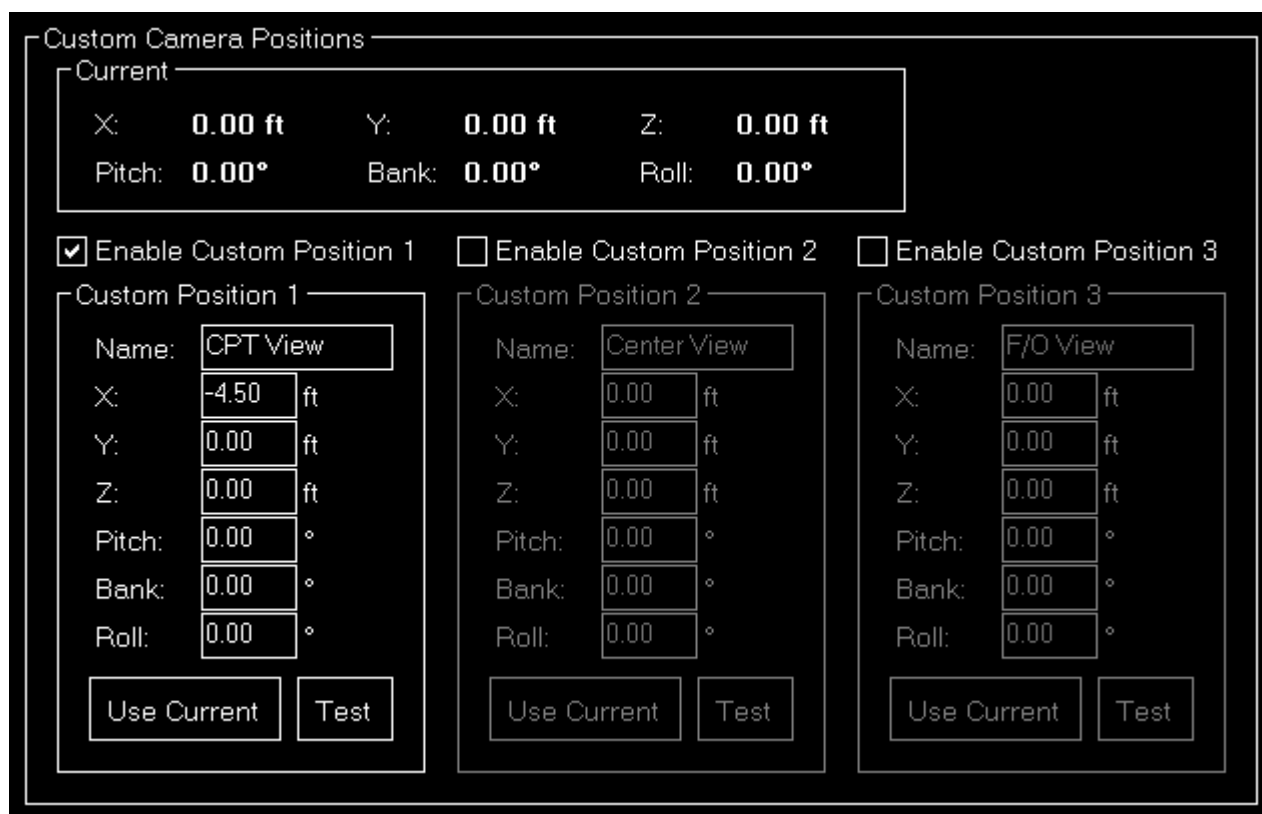 Custom Camera Positions
Current
X: 0.00 ft Y: 0.00 ft Z: 0.00 ft
Pitch: 0.00° Bank: 0.00° Roll: 0.00°
Enable Custom Position 1 Enable Custom Position 2 Enable Custom Position 3
Custom Position 1 Custom Position 2 Custom Position 3
Name: CPT View Name: Center View Name: F/O View
X: -4.50 ft X: 0.00 ft X: 0.00 ft
Y: 0.00 ft Y: 0.00 ft Y: 0.00 ft
Z: 0.00 ft Z: 0.00 ft Z: 0.00 ft
Pitch: 0.00 ° Pitch: 0.00 ° Pitch: 0.00 °
Bank: 0.00 ° Bank: 0.00 ° Bank: 0.00 °
Roll: 0.00 ° Roll: 0.00 ° Roll: 0.00 °
Use Current Test Use Current Test Use Current Test